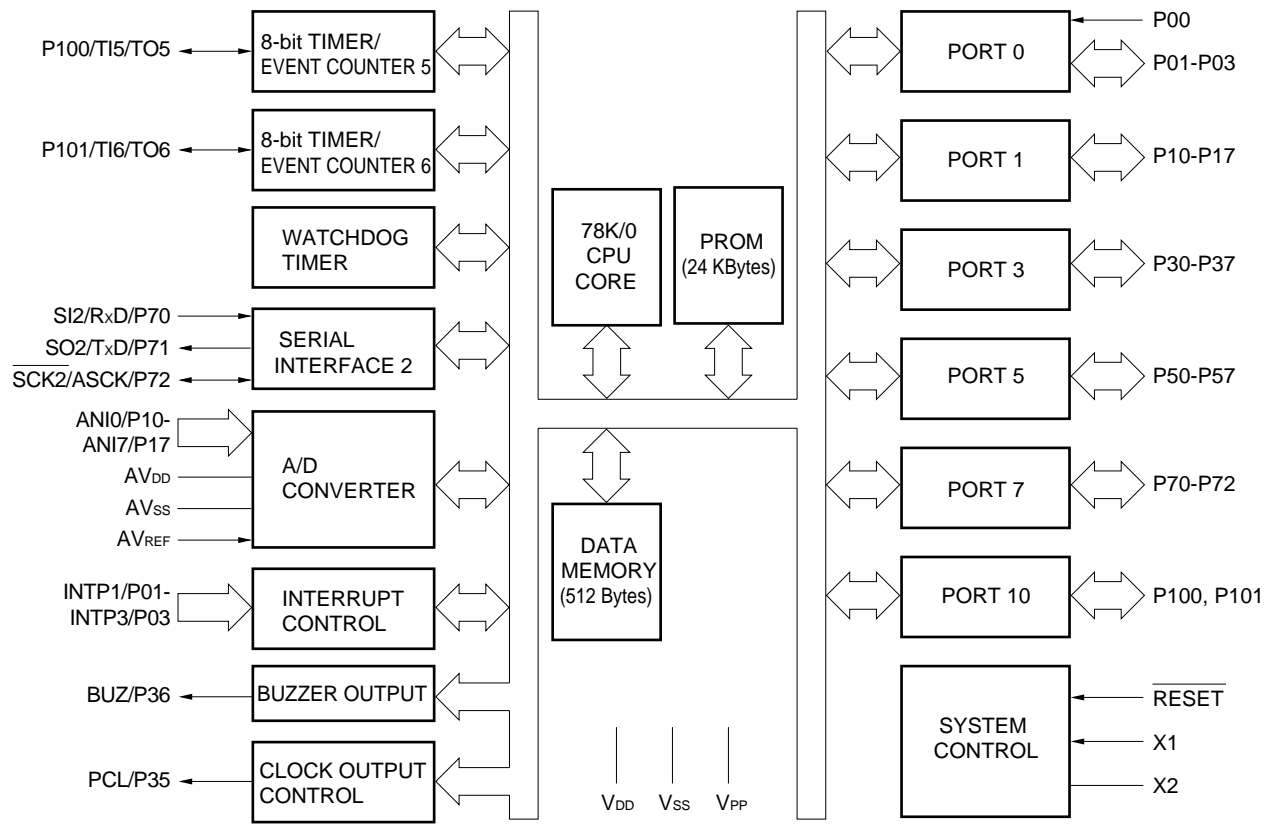 P100/TI5/TO5
8-bit TIMER/
EVENT COUNTER 5
P101/TI6/TO6
8-bit TIMER/
EVENT COUNTER 6
WATCHDOG
TIMER
SI2/RxD/P70
SO2/TxD/P71
SCK2/ASCK/P72
SERIAL
INTERFACE 2
ANI0/P10-
ANI7/P17
AVDD
AVSS
AVREF
A/D
CONVERTER
INTP1/P01-
INTP3/P03
INTERRUPT
CONTROL
BUZ/P36
BUZZER OUTPUT
PCL/P35
CLOCK OUTPUT
CONTROL
78K/0
CPU
CORE
PROM
(24 KBytes)
DATA
MEMORY
(512 Bytes)
VDD
VSS
VPP
PORT 0
P00
P01-P03
PORT 1
P10-P17
PORT 3
P30-P37
PORT 5
P50-P57
PORT 7
P70-P72
PORT 10
P100, P101
SYSTEM
CONTROL
RESET
X1
X2